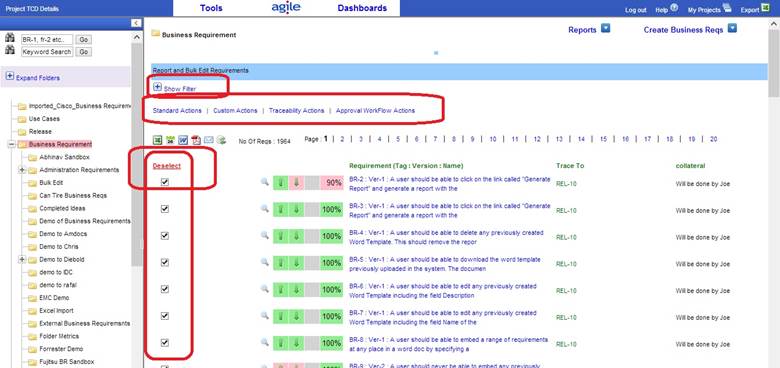 Project TCD Details
Tools
agile
Dashboards
Log out
Help
My Projects
Export
BR-1, fr-2 etc..
Go
Keyword Search
Go
Expand Folders
Imported_Cisco_Business Requireme
Use Cases
Release
Business Requirement
Abhinav Sandbox
Administration Requirements
Bulk Edit
Can Tire Business Reqs
Completed Ideas
Demo of Business Requirements
Demo to Amdocs
Demo to Chris
Demo to Diebold
demo to IDC
demo to rafal
EMC Demo
Excel Import
External Business Requiremsnts
Folder Metrics
Forrester Demo
Fujitsu BR Sandbox
Business Requirement
Reports
Create Business Reqs
Report and Bulk Edit Requirements
Show Filter
Standard Actions | Custom Actions | Traceability Actions | Approval WorkFlow Actions
No Of Reqs : 1964
Page : 1 | 2 | 3 | 4 | 5 | 6 | 7 | 8 | 9 | 10 | 11 | 12 | 13 | 14 | 15 | 16 | 17 | 18 | 19 | 20
Deselect
Requirement (Tag : Version : Name)
Trace To
collateral
90%
BR-2 : Ver-1 : A user should be able to click on the link called "Generate
Report" and generate a report with the
REL-10
Will be done by Joe
100%
BR-3 : Ver-1 : A user should be able to click on the link called "Generate
Report" and generate a report with the
REL-10
Will be done by Joe
100%
BR-4 : Ver-1 : A user should be able to delete any previously created
Word Template. This should remove the repor
REL-10
Will be done by Joe
100%
BR-5 : Ver-1 : A user should be able to download the word template
previously uploaded in the system. The documen
REL-10
Will be done by Joe
100%
BR-6 : Ver-1 : A user should be able to edit any previously created
Word Template including the field Description
REL-10
Will be done by Joe
100%
BR-7 : Ver-1 : A user should be able to edit any previously created
Word Template including the field Name of the
REL-10
Will be done by Joe
100%
BR-8 : Ver-1 : A user should be able to embed a range of requirements
at any place in a word doc by specifying a
REL-10
Will be done by Joe
BR-9 : Ver-2 : A user should never be able to embed any previously